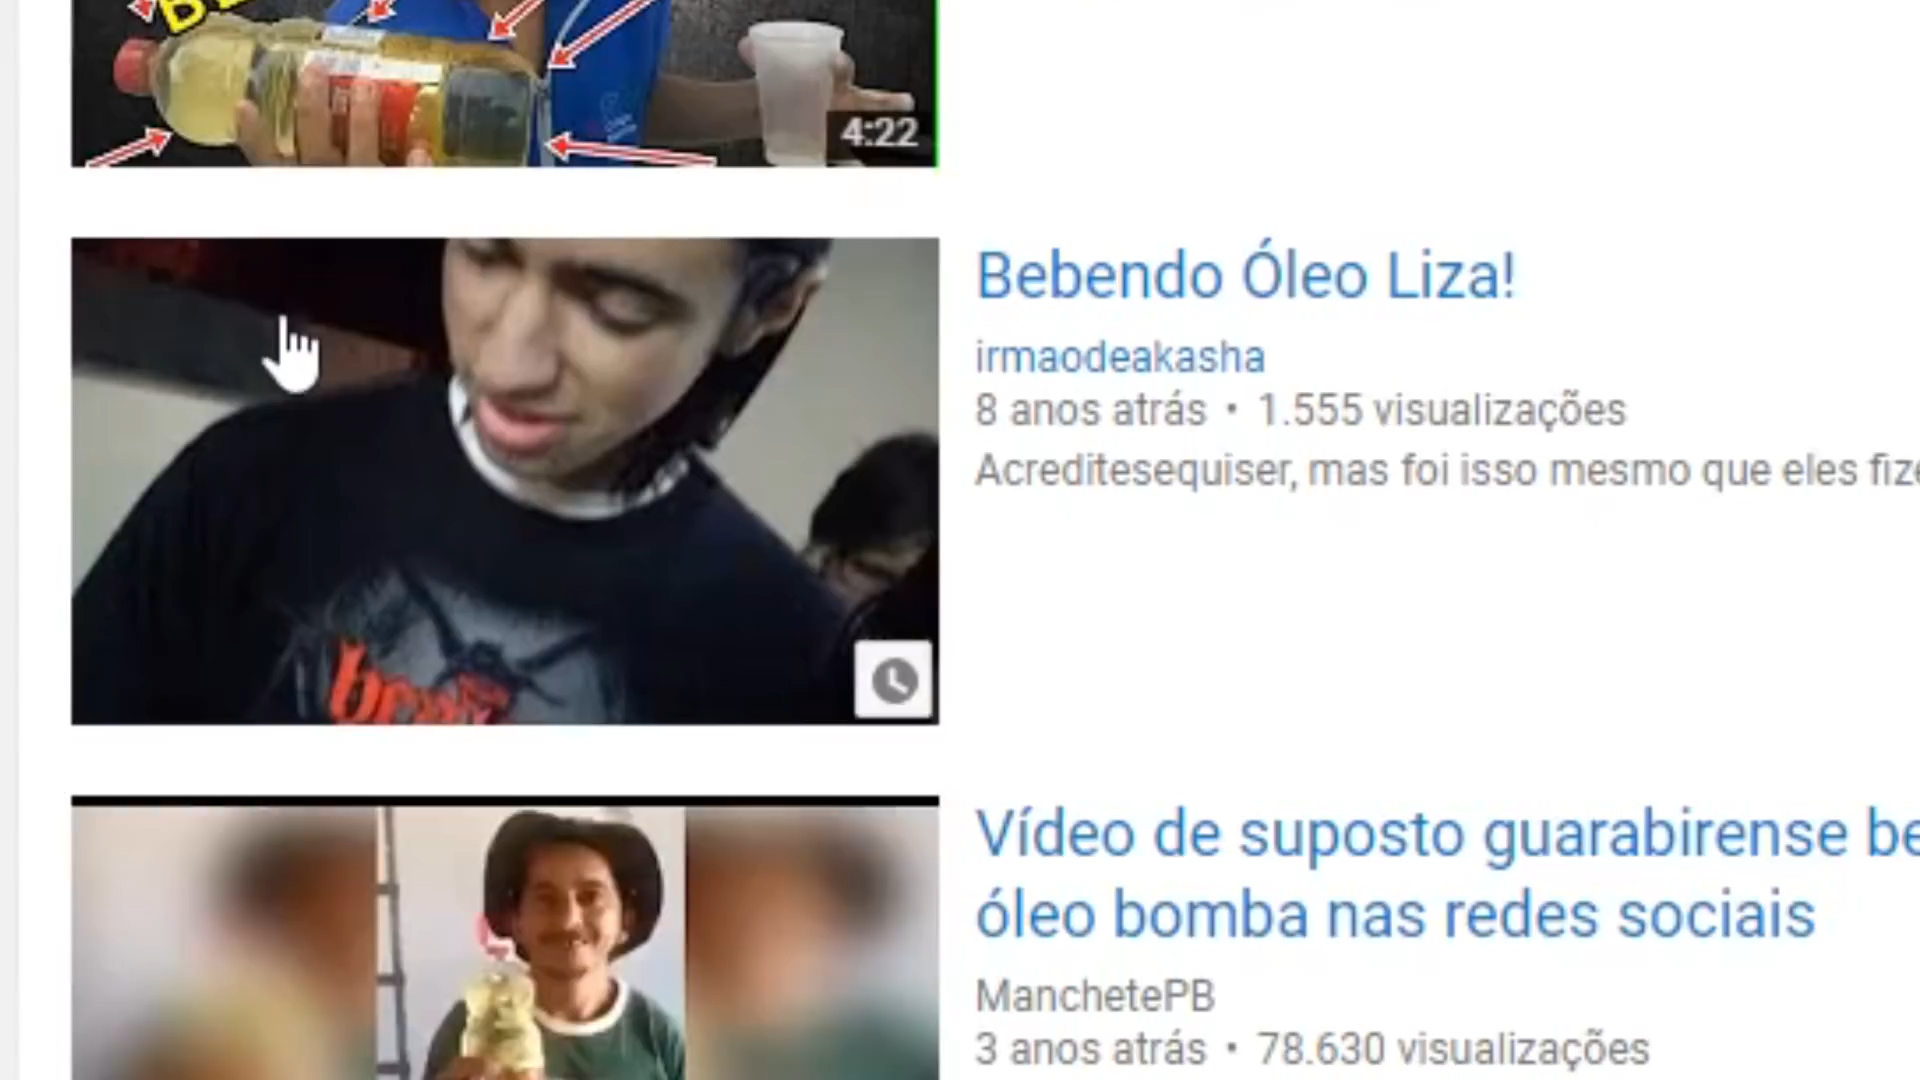 4:22
Bebendo Óleo Liza!
irmaodeakasha
8 anos atrás • 1.555 visualizações
Acreditesequiser, mas foi isso mesmo que eles fize
Vídeo de suposto guarabirense be
óleo bomba nas redes sociais
ManchetePB
3 anos atrás • 78.630 visualizações